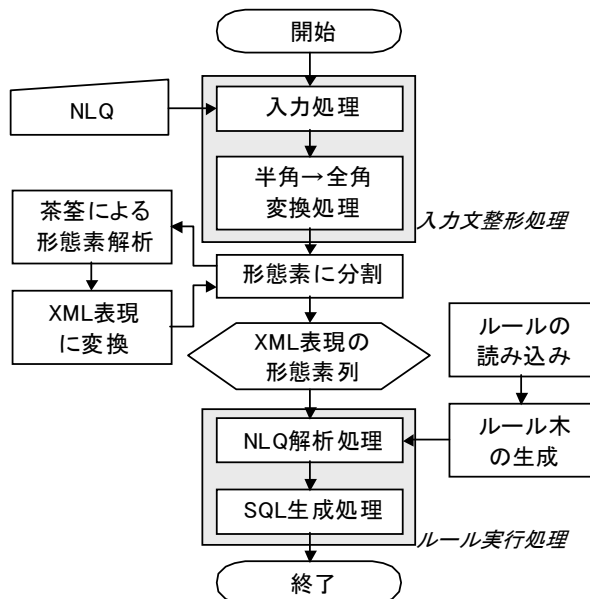 開始
NLQ
入力処理
半角→全角
変換処理
入力文整形処理
茶筌による
形態素解析
形態素に分割
XML表現
に変換
XML表現の
形態素列
ルールの
読み込み
ルール木
の生成
NLQ解析処理
SQL生成処理
ルール実行処理
終了